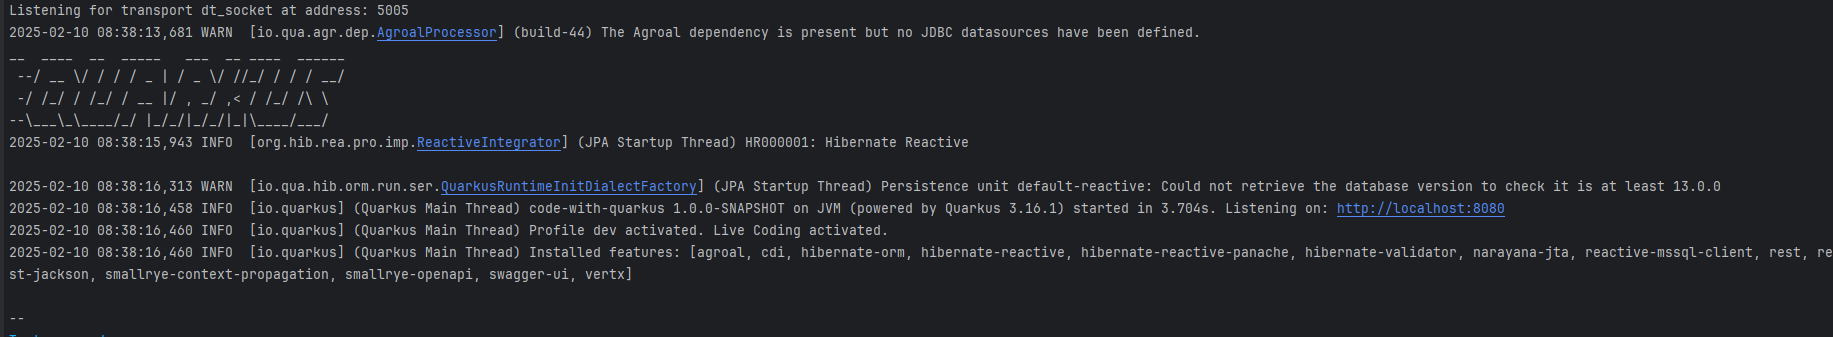 Listening for transport dt_socket at address: 5005
2025-02-10 08:38:13,681 WARN  [io.qua.agr.dep.AgroalProcessor] (build-44) The Agroal dependency is present but no JDBC datasources have been defined.
__  ____  __  _____   ___  __ ____  ______
 --/ __ \/ / / / _ | / _ \/ //_/ / / / __/
 -/ /_/ / /_/ / __ |/ , _/ ,< / /_/ /\ \
--\___\_\____/_/ |_/_/|_/_/|_|\____/___/
2025-02-10 08:38:15,943 INFO  [org.hib.rea.pro.imp.ReactiveIntegrator] (JPA Startup Thread) HR000001: Hibernate Reactive
2025-02-10 08:38:16,313 WARN  [io.qua.hib.orm.run.ser.QuarkusRuntimeInitDialectFactory] (JPA Startup Thread) Persistence unit default-reactive: Could not retrieve the database version to check it is at least 13.0.0
2025-02-10 08:38:16,458 INFO  [io.quarkus] (Quarkus Main Thread) code-with-quarkus 1.0.0-SNAPSHOT on JVM (powered by Quarkus 3.16.1) started in 3.704s. Listening on: http://localhost:8080
2025-02-10 08:38:16,460 INFO  [io.quarkus] (Quarkus Main Thread) Profile dev activated. Live Coding activated.
2025-02-10 08:38:16,460 INFO  [io.quarkus] (Quarkus Main Thread) Installed features: [agroal, cdi, hibernate-orm, hibernate-reactive, hibernate-reactive-panache, hibernate-validator, narayana-jta, reactive-mssql-client, rest, re
st-jackson, smallrye-context-propagation, smallrye-openapi, swagger-ui, vertx]
--